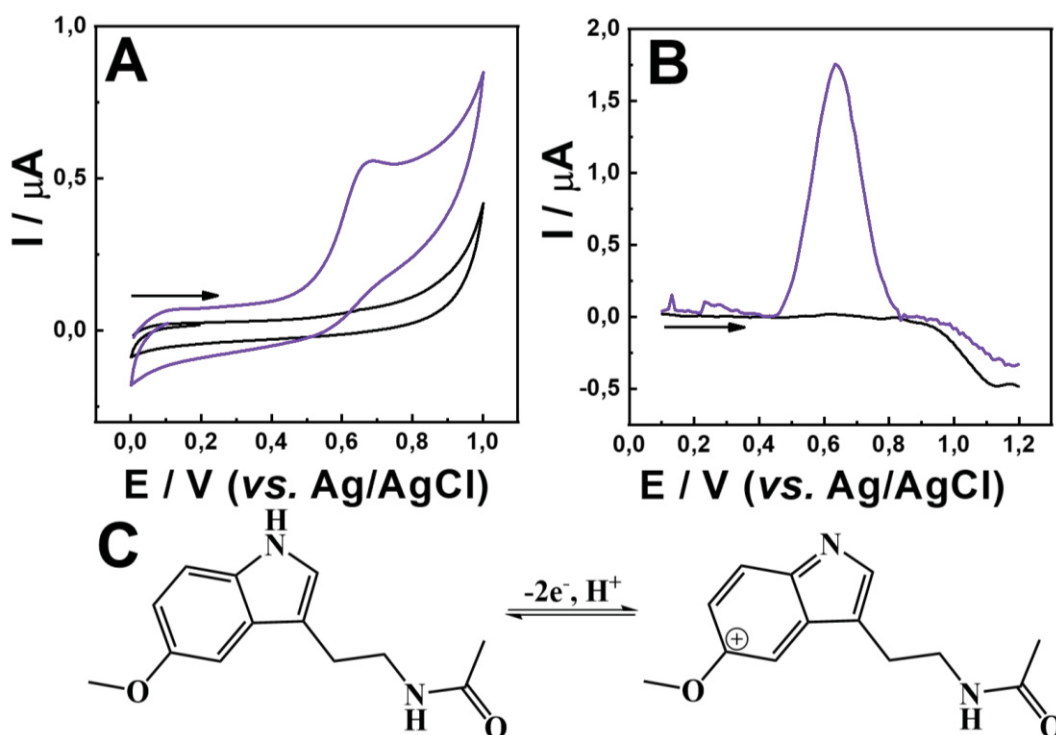 A
I / μA
1,0
0,5
0,0
0,0 0,2 0,4 0,6 0,8 1,0
E / V (vs. Ag/AgCl)
B
I / μA
2,0
1,5
1,0
0,5
0,0
-0,5
0,0 0,2 0,4 0,6 0,8 1,0 1,2
E / V (vs. Ag/AgCl)
C
H
N
O
N
H
O
-2e⁻, H⁺
N
+
O
N
H
O